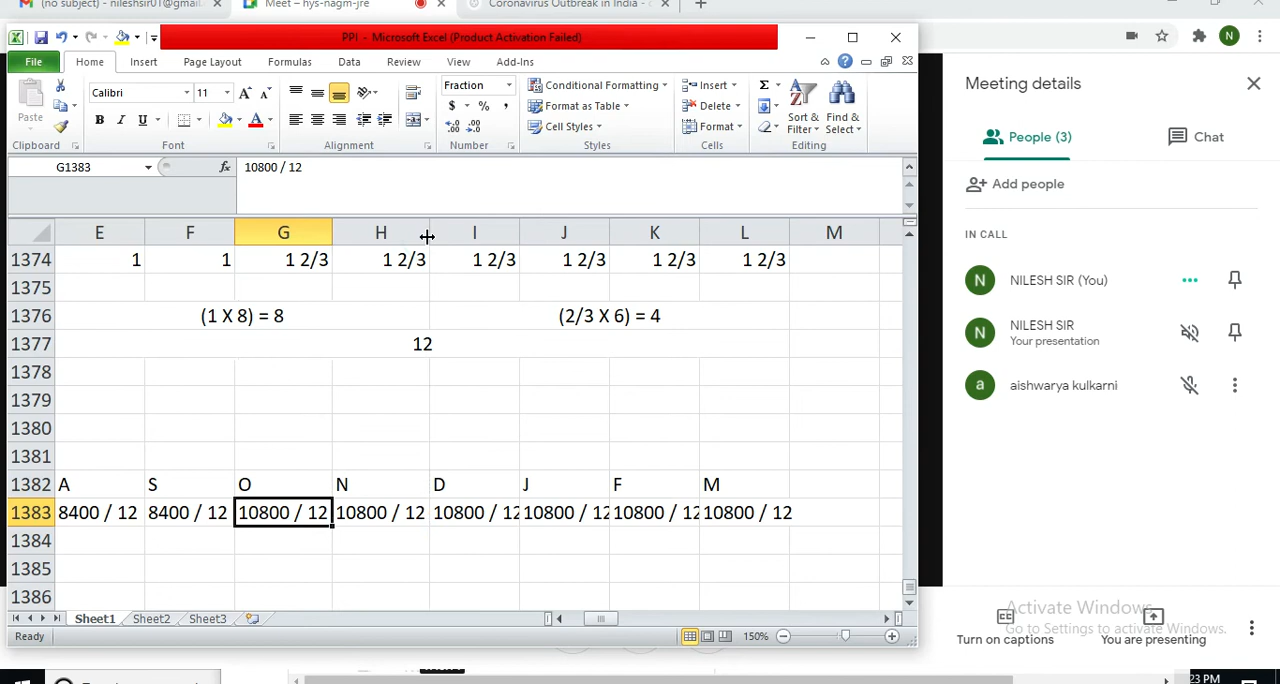 (no subject) - nileshsir01@gmail.
Meet – hys-nagm-jre
Coronavirus Outbreak in India -
PPI - Microsoft Excel (Product Activation Failed)
File Home Insert Page Layout Formulas Data Review View Add-Ins
Calibri 11 Fraction
Conditional Formatting
Format as Table
Cell Styles
Insert
Delete
Format
Paste
Sort & Filter
Find & Select
Clipboard Font Alignment Number Styles Cells Editing
G1383 fx 10800 / 12
E F G H I J K L M
1374 1 1 1 2/3 1 2/3 1 2/3 1 2/3 1 2/3 1 2/3
1375
1376 (1 X 8) = 8 (2/3 X 6) = 4
1377 12
1378
1379
1380
1381
1382 A S O N D J F M
1383 8400 / 12 8400 / 12 10800 / 12 10800 / 12 10800 / 12 10800 / 12 10800 / 12 10800 / 12
1384
1385
1386
Sheet1 Sheet2 Sheet3
Ready 150%
N
Meeting details
People (3) Chat
Add people
IN CALL
N NILESH SIR (You)
N NILESH SIR
Your presentation
a aishwarya kulkarni
Activate Windows
Go to Settings to activate Windows.
CC
Turn on captions You are presenting
23 PM